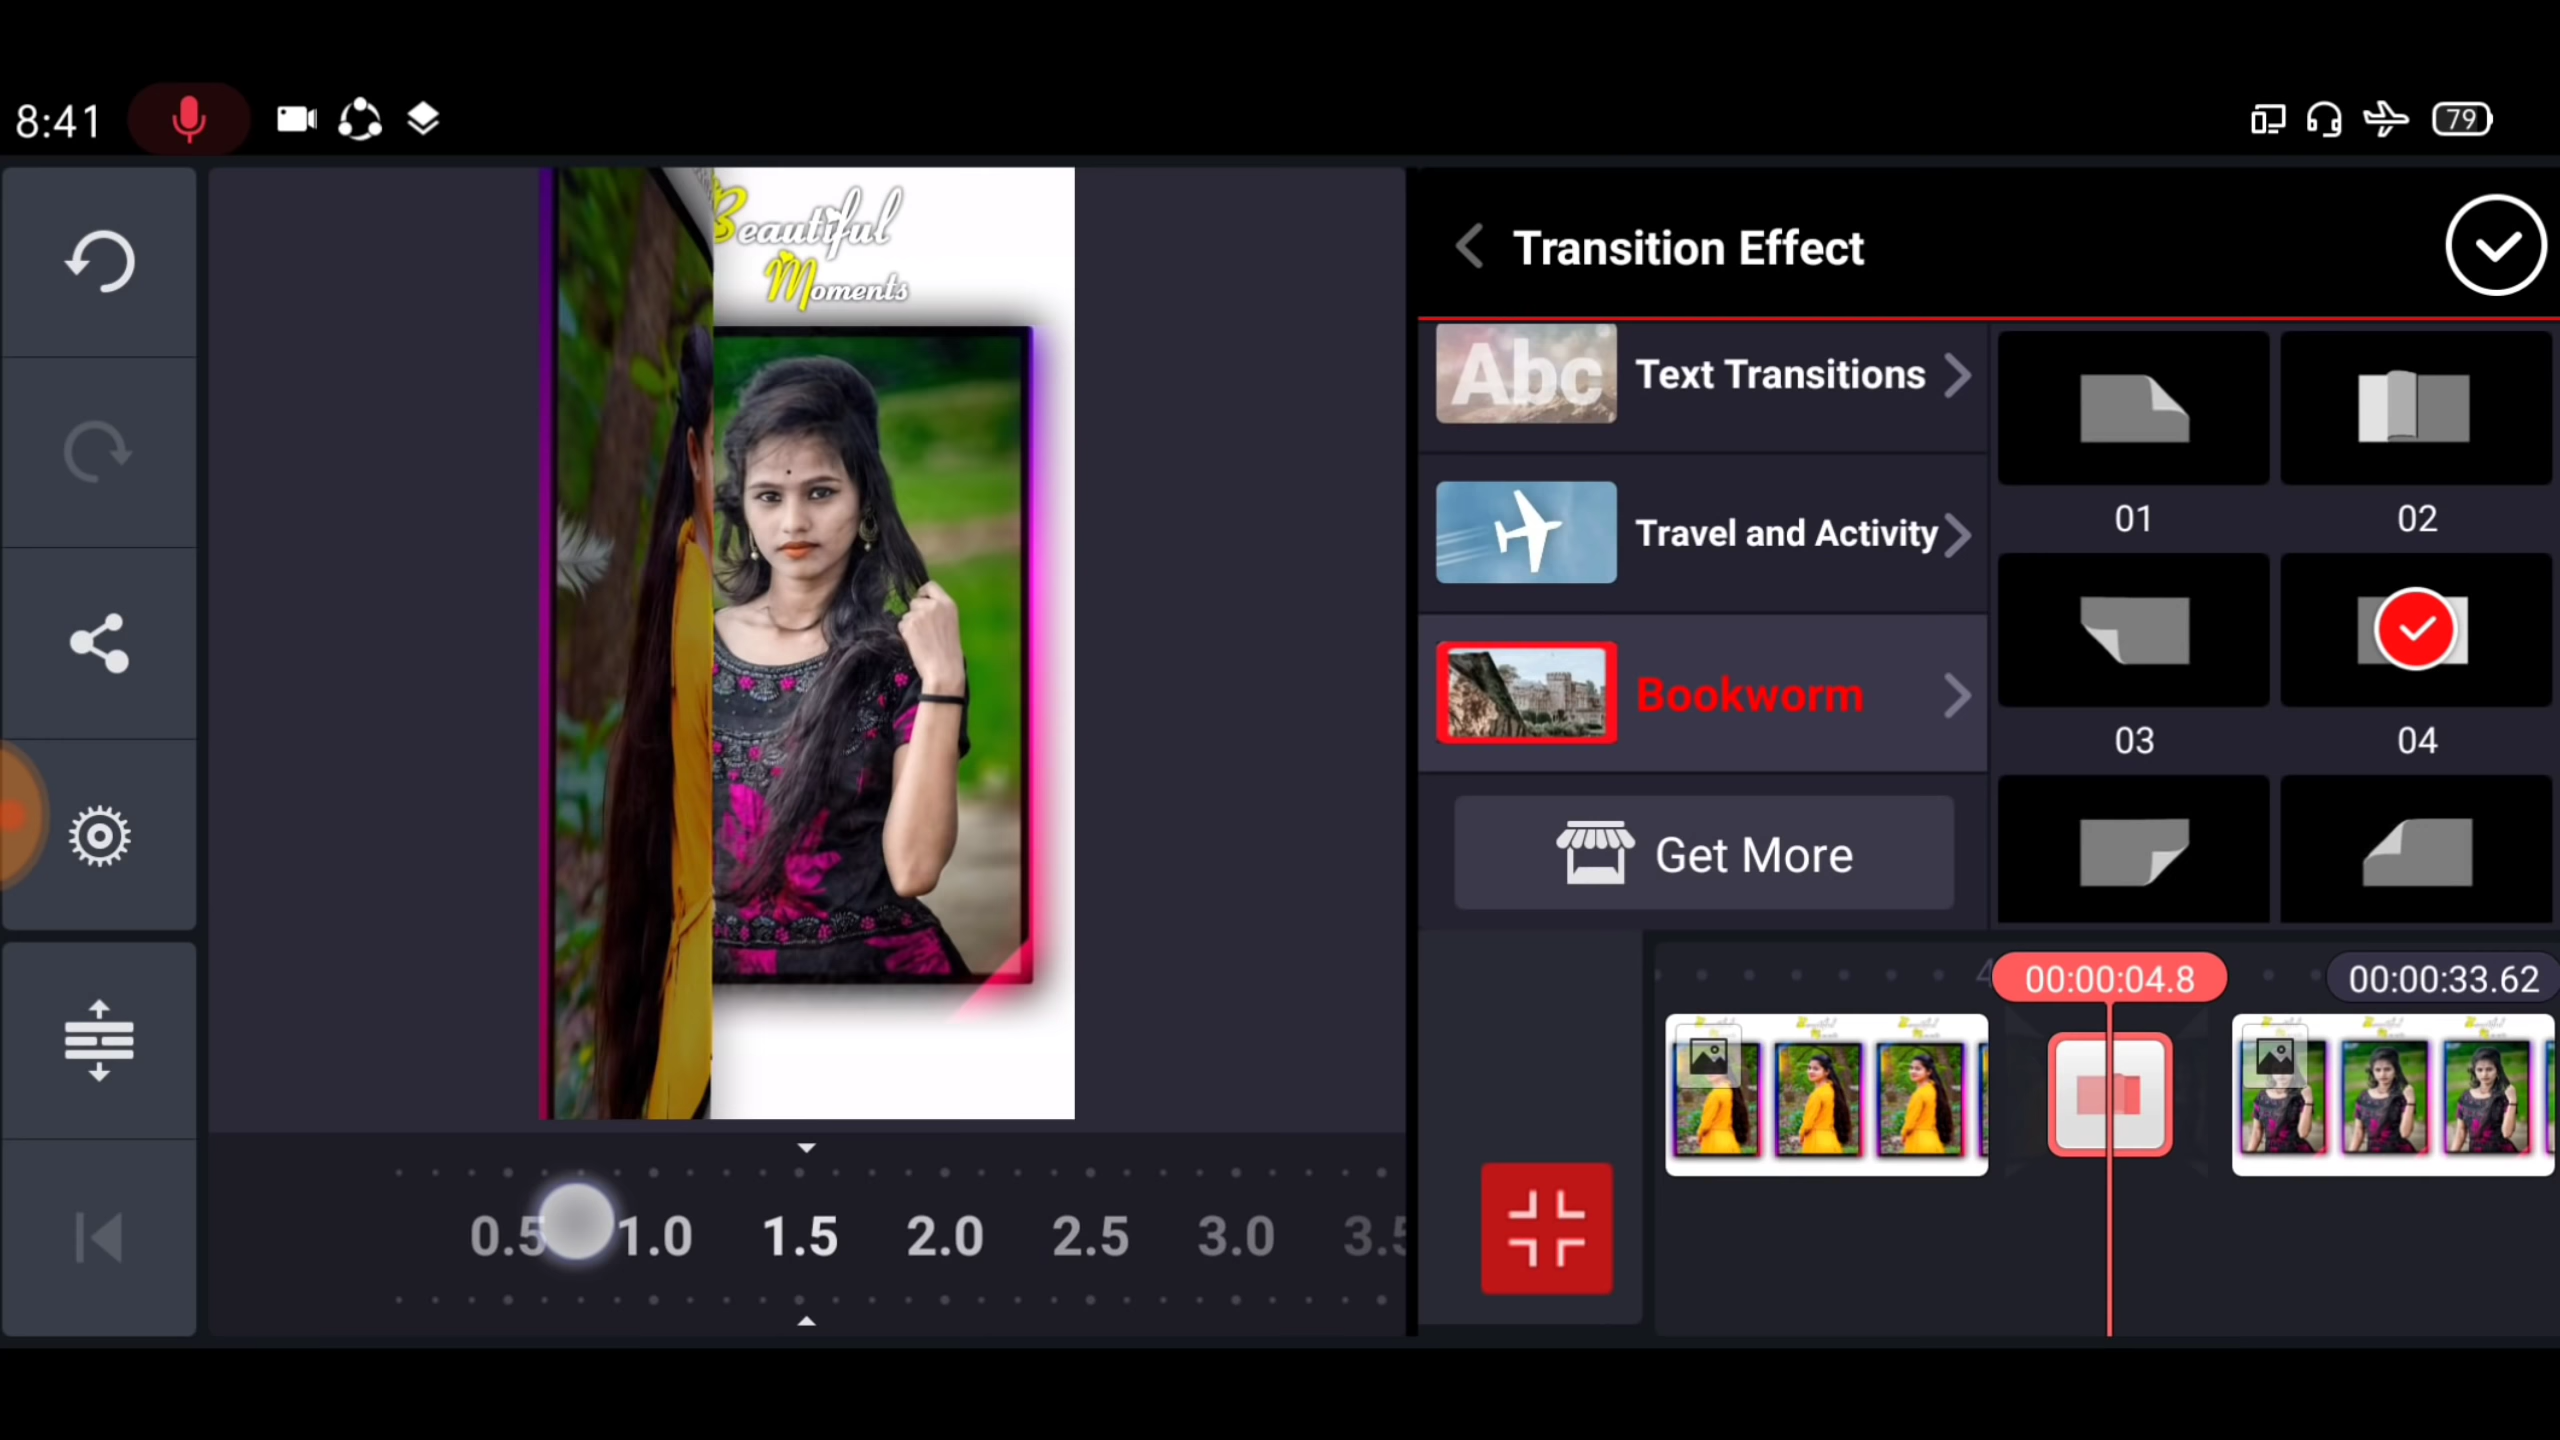 8:41
79
Beautiful
Moments
Transition Effect
Abc
Text Transitions
Travel and Activity
Bookworm
Get More
01
02
03
04
00:00:04.8
00:00:33.62
0.5 1.0 1.5 2.0 2.5 3.0 3.5